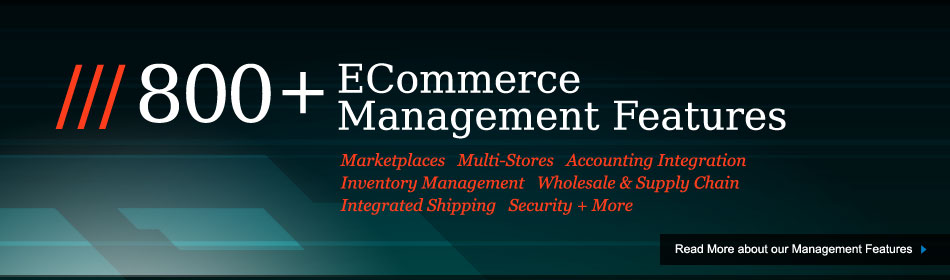 /// 800+ ECommerce
Management Features
Marketplaces Multi-Stores Accounting Integration
Inventory Management Wholesale & Supply Chain
Integrated Shipping Security + More
Read More about our Management Features